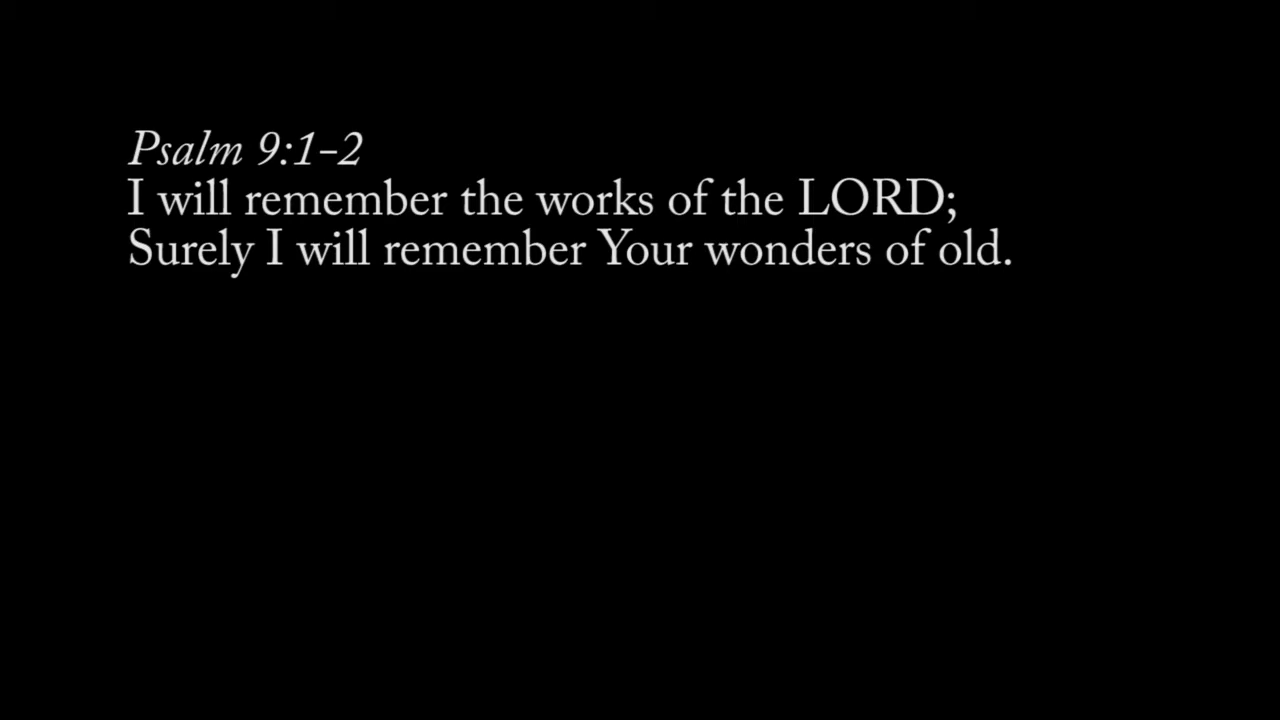 Psalm 9:1-2
I will remember the works of the LORD;
Surely I will remember Your wonders of old.